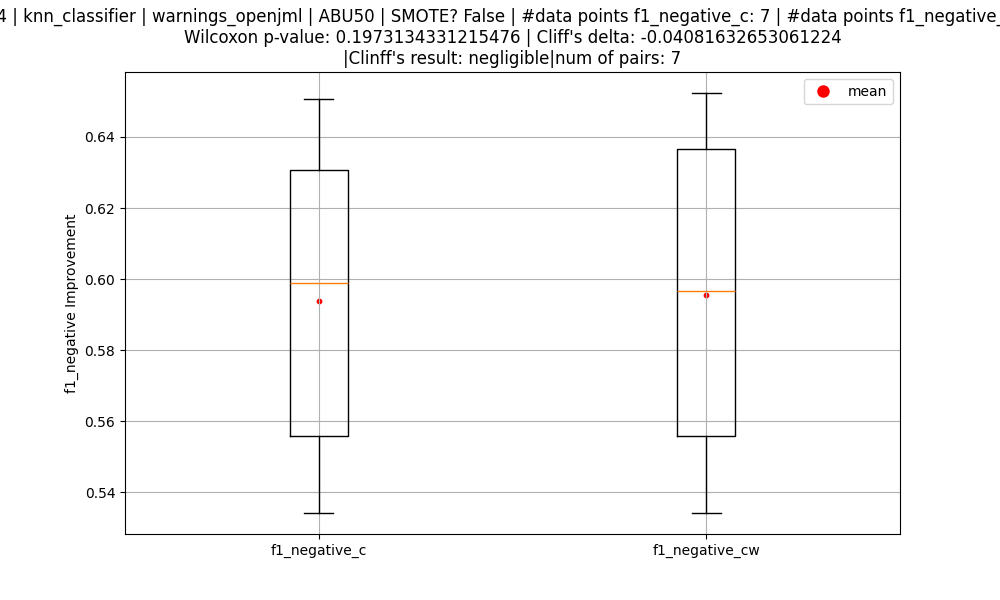 4 | knn_classifier | warnings_openjml | ABU50 | SMOTE? False | #data points f1_negative_c: 7 | #data points f1_negative_
Wilcoxon p-value: 0.1973134331215476 | Cliff's delta: -0.04081632653061224
|Clinff's result: negligible|num of pairs: 7
mean
0.64
0.62
0.60
0.58
0.56
0.54
f1_negative Improvement
f1_negative_c
f1_negative_cw